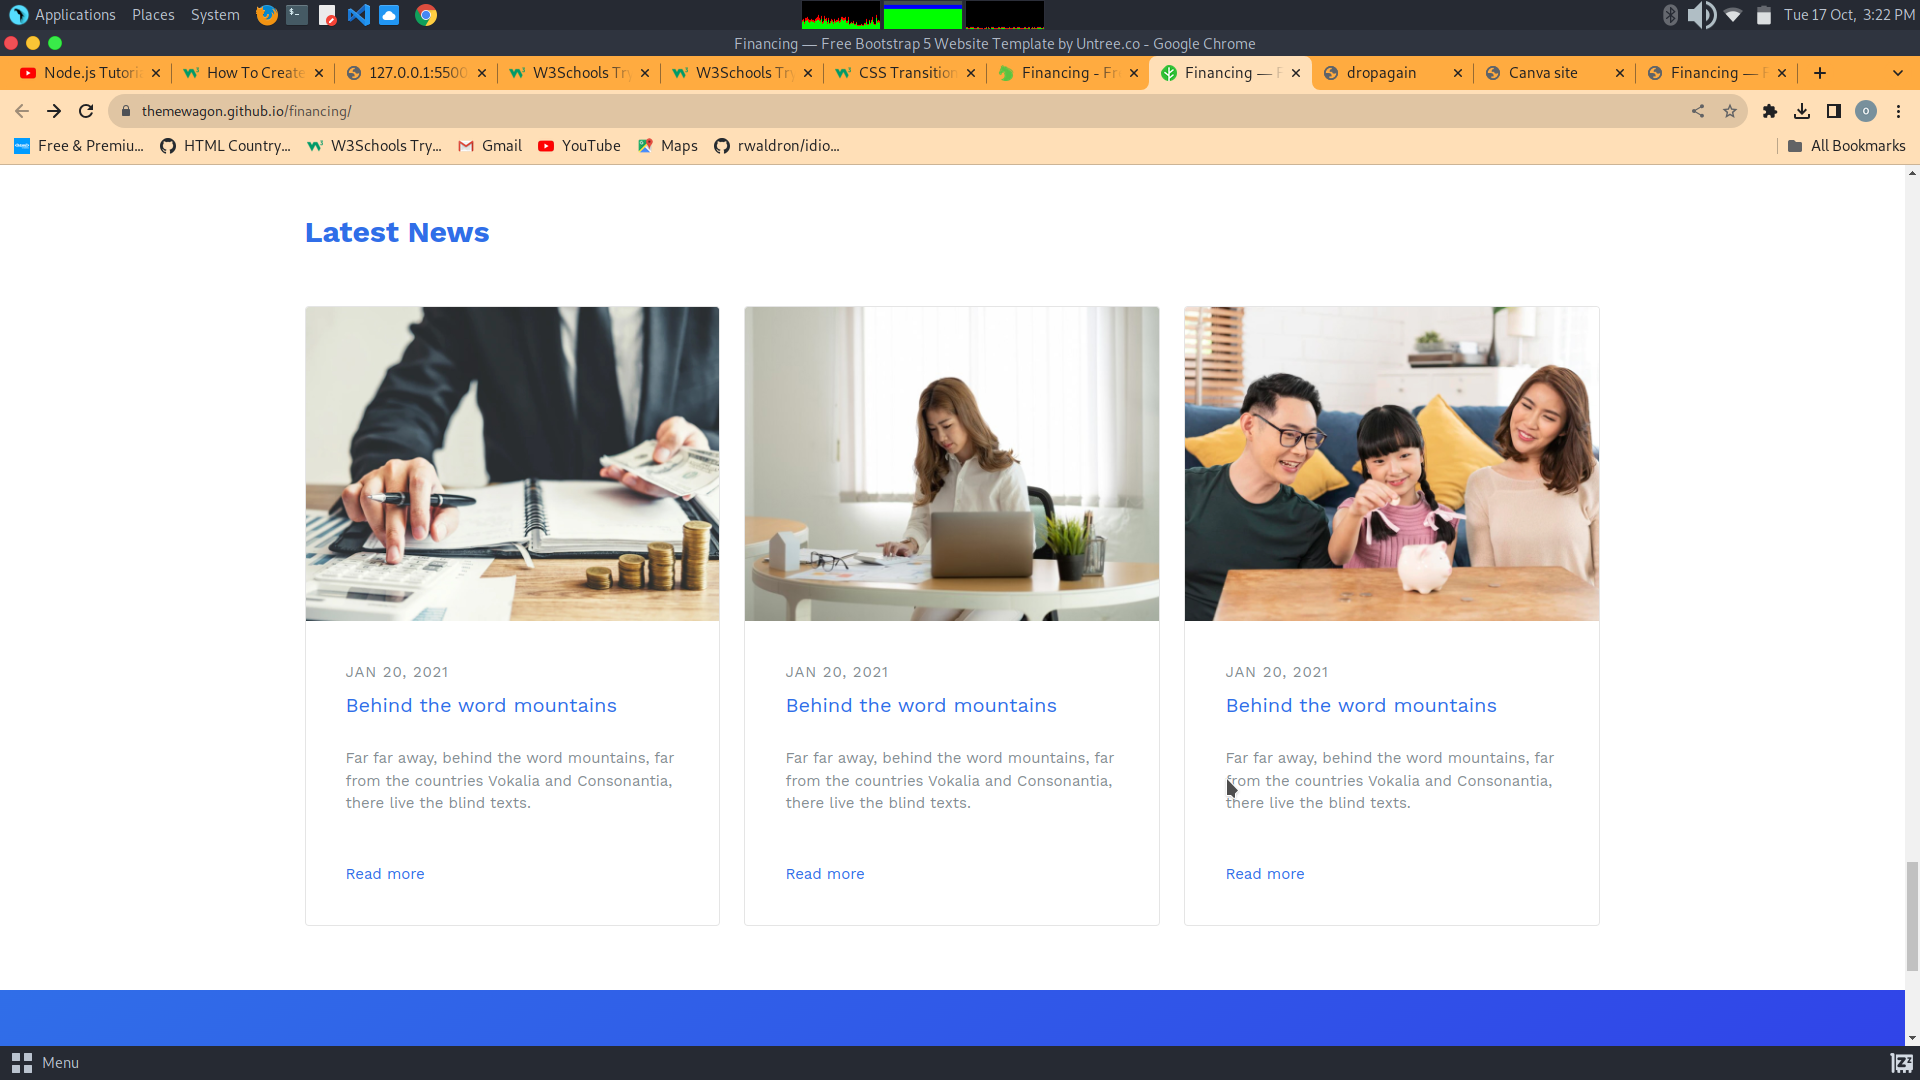 Applications Places System Tue 17 Oct, 3:22 PM
Financing — Free Bootstrap 5 Website Template by Untree.co - Google Chrome
Node.js Tutori How To Create 127.0.0.1:5500 W3Schools Try W3Schools Try CSS Transition Financing - Fr Financing — F dropagain Canva site Financing — F
themewagon.github.io/financing/
Free & Premiu... HTML Country... W3Schools Try... Gmail YouTube Maps rwaldron/idio... All Bookmarks
Latest News
JAN 20, 2021
Behind the word mountains
Far far away, behind the word mountains, far
from the countries Vokalia and Consonantia,
there live the blind texts.
Read more
JAN 20, 2021
Behind the word mountains
Far far away, behind the word mountains, far
from the countries Vokalia and Consonantia,
there live the blind texts.
Read more
JAN 20, 2021
Behind the word mountains
Far far away, behind the word mountains, far
from the countries Vokalia and Consonantia,
there live the blind texts.
Read more
Menu